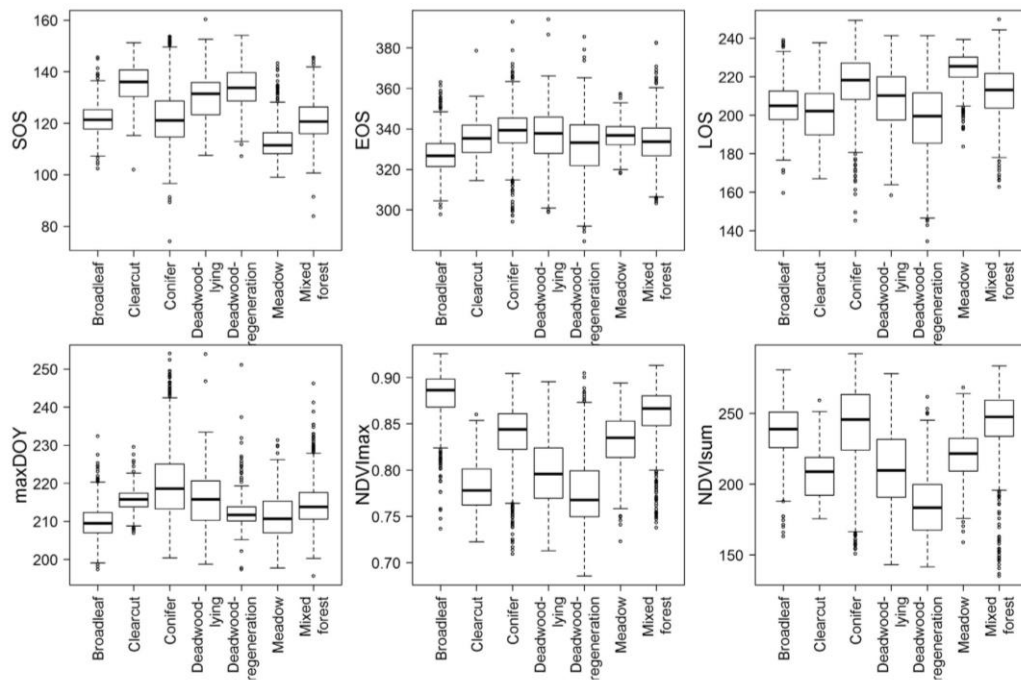 160
140
120
100
80
SOS
Broadleaf
Clearcut
Conifer
Deadwood-
lying
Deadwood-
regeneration
Meadow
Mixed
forest
380
360
340
320
300
EOS
Broadleaf
Clearcut
Conifer
Deadwood-
lying
Deadwood-
regeneration
Meadow
Mixed
forest
240
220
200
180
160
140
LOS
Broadleaf
Clearcut
Conifer
Deadwood-
lying
Deadwood-
regeneration
Meadow
Mixed
forest
250
240
230
220
210
200
maxDOY
Broadleaf
Clearcut
Conifer
Deadwood-
lying
Deadwood-
regeneration
Meadow
Mixed
forest
0.90
0.85
0.80
0.75
0.70
NDVImax
Broadleaf
Clearcut
Conifer
Deadwood-
lying
Deadwood-
regeneration
Meadow
Mixed
forest
250
200
150
NDVIsum
Broadleaf
Clearcut
Conifer
Deadwood-
lying
Deadwood-
regeneration
Meadow
Mixed
forest